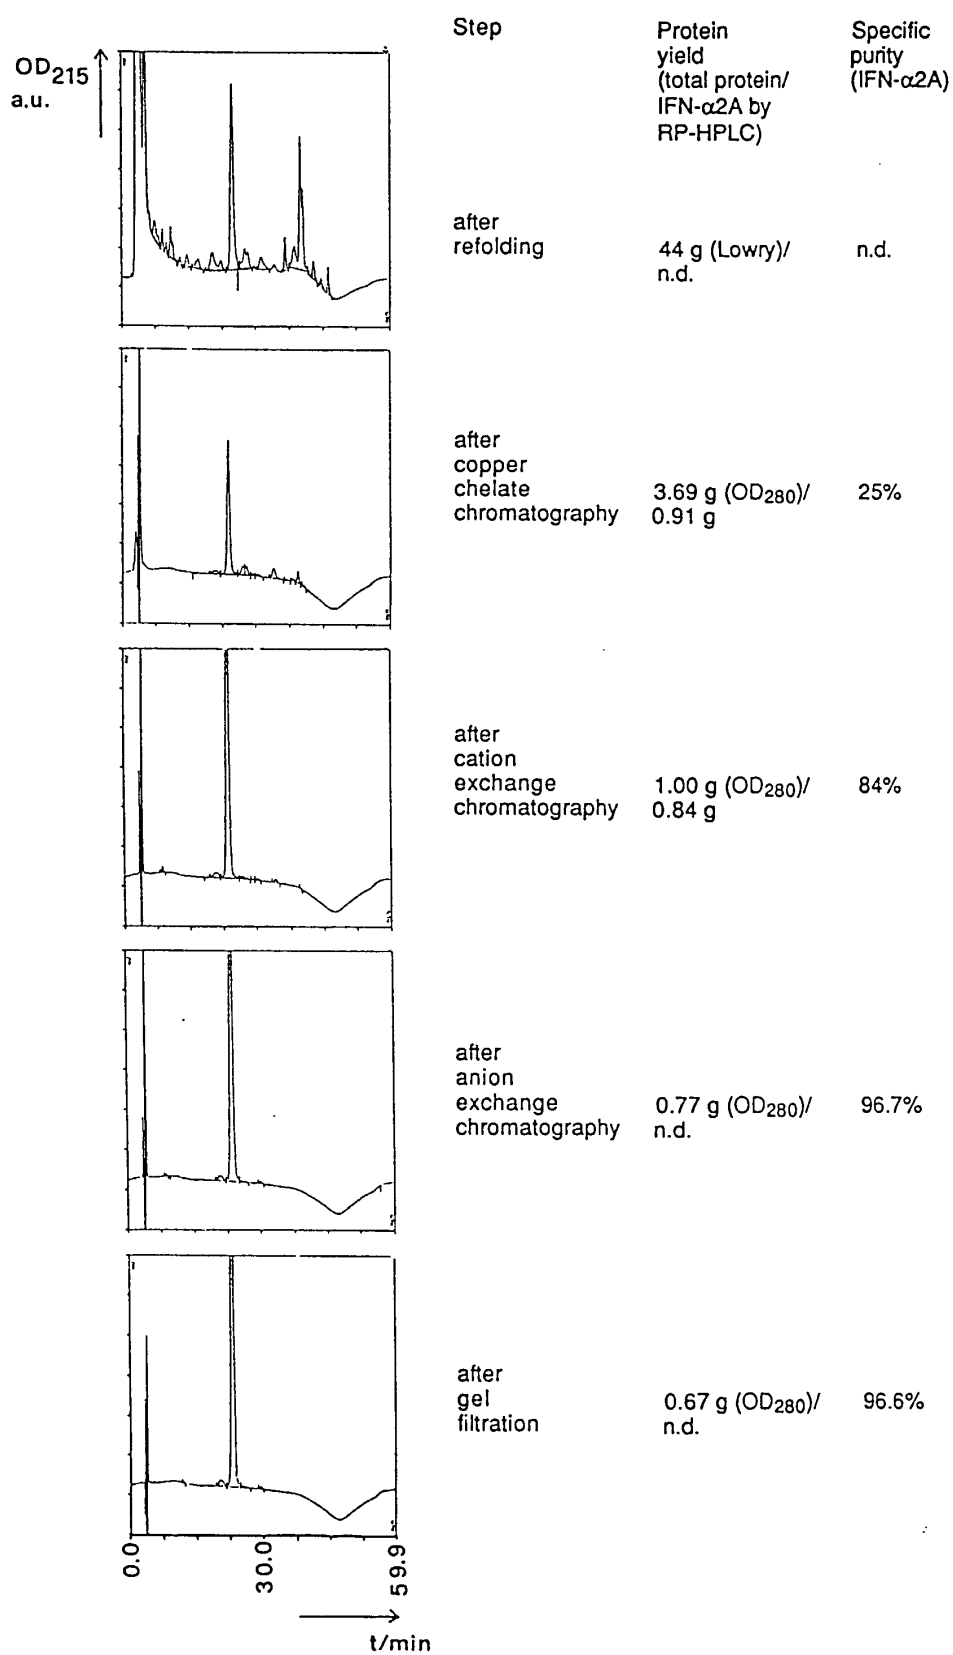 OD215
a.u.
Step
Protein
yield
(total protein/
IFN-α2A by
RP-HPLC)
Specific
purity
(IFN-α2A)
after
refolding
44 g (Lowry)/
n.d.
n.d.
after
copper
chelate
chromatography
3.69 g (OD280)/
0.91 g
25%
after
cation
exchange
chromatography
1.00 g (OD280)/
0.84 g
84%
after
anion
exchange
chromatography
0.77 g (OD280)/
n.d.
96.7%
after
gel
filtration
0.67 g (OD280)/
n.d.
96.6%
0.0
30.0
59.9
t/min